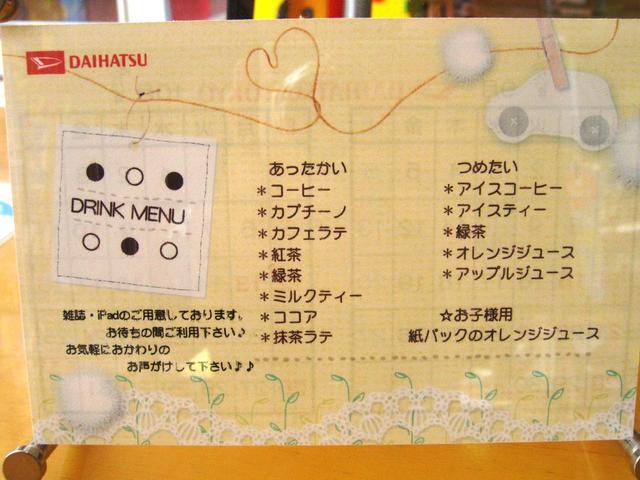 DAIHATSU
DRINK MENU
あったかい
＊コーヒー
＊カプチーノ
＊カフェラテ
＊紅茶
＊緑茶
＊ミルクティー
＊ココア
＊抹茶ラテ
つめたい
＊アイスコーヒー
＊アイスティー
＊緑茶
＊オレンジジュース
＊アップルジュース
☆お子様用
紙パックのオレンジジュース
雑誌・iPadのご用意しております。
お待ちの間ご利用下さい♪
お気軽におかわりの
お声がけして下さい♪♪